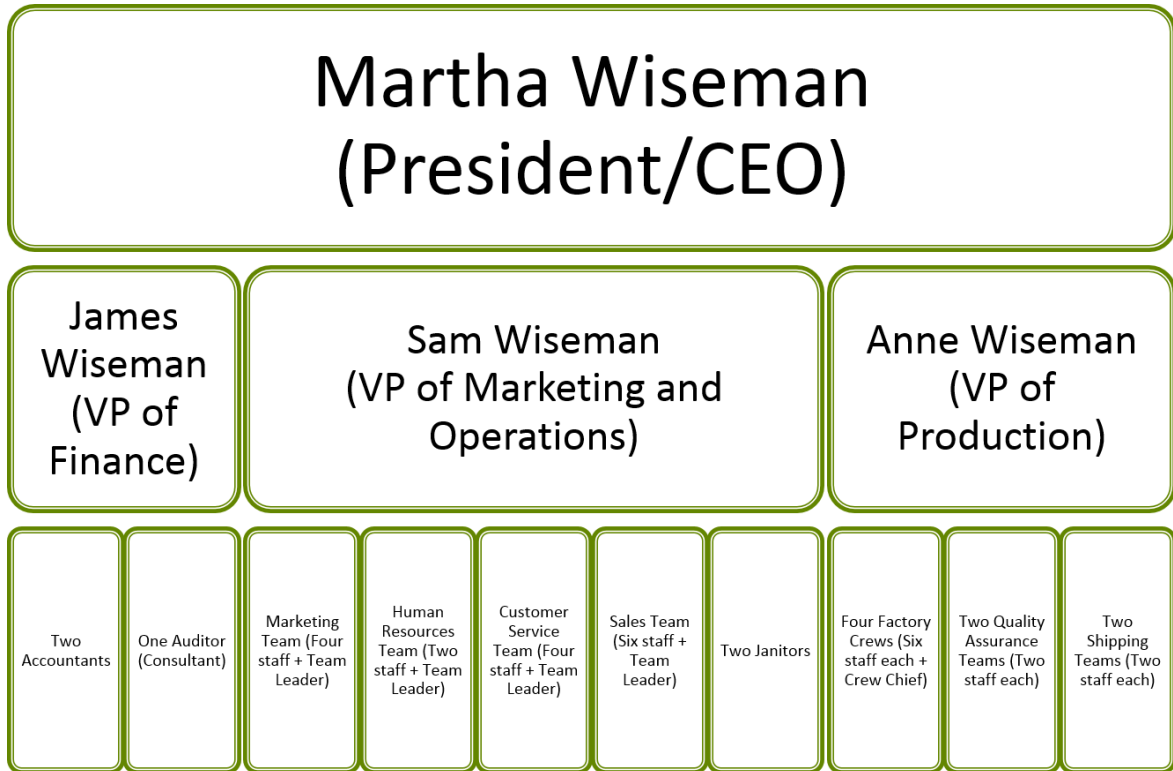 Martha Wiseman
(President/CEO)
James
Wiseman
(VP of
Finance)
Sam Wiseman
(VP of Marketing and
Operations)
Anne Wiseman
(VP of
Production)
Two
Accountants
One Auditor
(Consultant)
Marketing
Team (Four
staff + Team
Leader)
Human
Resources
Team (Two
staff + Team
Leader)
Customer
Service
Team (Four
staff + Team
Leader)
Sales Team
(Six staff +
Team
Leader)
Two Janitors
Four Factory
Crews (Six
staff each +
Crew Chief)
Two Quality
Assurance
Teams (Two
staff each)
Two
Shipping
Teams (Two
staff each)